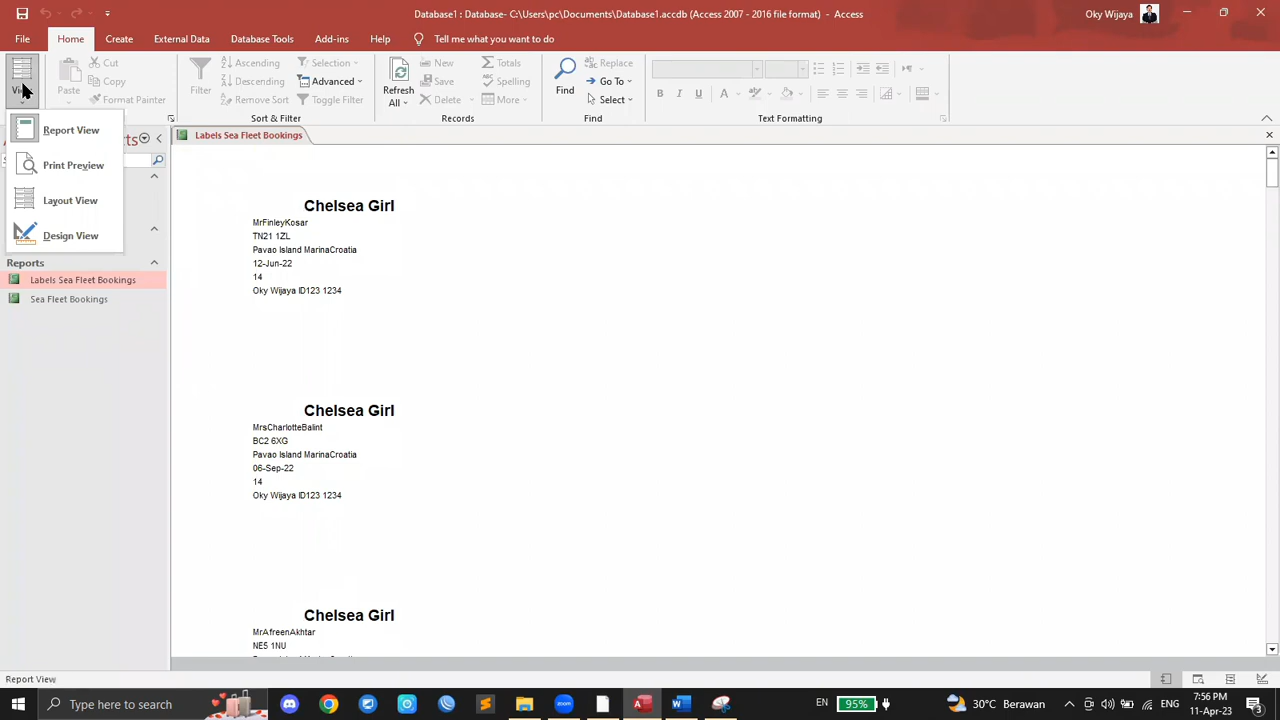 Database1 : Database- C:\Users\pc\Documents\Database1.accdb (Access 2007 - 2016 file format) - Access
Oky Wijaya
File Home Create External Data Database Tools Add-ins Help Tell me what you want to do
View
Paste
Cut
Copy
Format Painter
Filter
Ascending
Descending
Remove Sort
Selection
Advanced
Toggle Filter
Sort & Filter
Refresh
All
New
Save
Delete
Totals
Spelling
More
Records
Find
Replace
Go To
Select
Find
Text Formatting
Report View
Print Preview
Layout View
Design View
Reports
Labels Sea Fleet Bookings
Sea Fleet Bookings
Labels Sea Fleet Bookings
Chelsea Girl
MrFinleyKosar
TN21 1ZL
Pavao Island MarinaCroatia
12-Jun-22
14
Oky Wijaya ID123 1234
Chelsea Girl
MrsCharlotteBalint
BC2 6XG
Pavao Island MarinaCroatia
06-Sep-22
14
Oky Wijaya ID123 1234
Chelsea Girl
MrAfreenAkhtar
NE5 1NU
Report View
Type here to search
EN
95%
30°C Berawan
ENG
7:56 PM
11-Apr-23
3